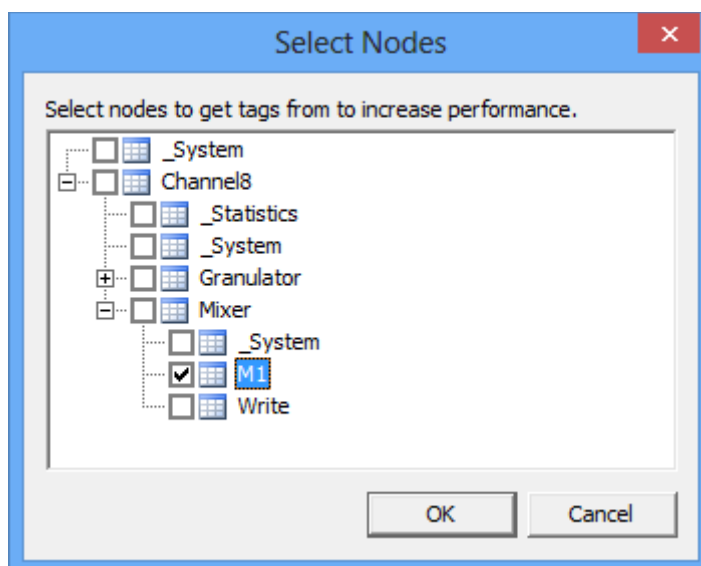 Select Nodes
Select nodes to get tags from to increase performance.
_System
Channel8
_Statistics
_System
Granulator
Mixer
_System
M1
Write
OK
Cancel